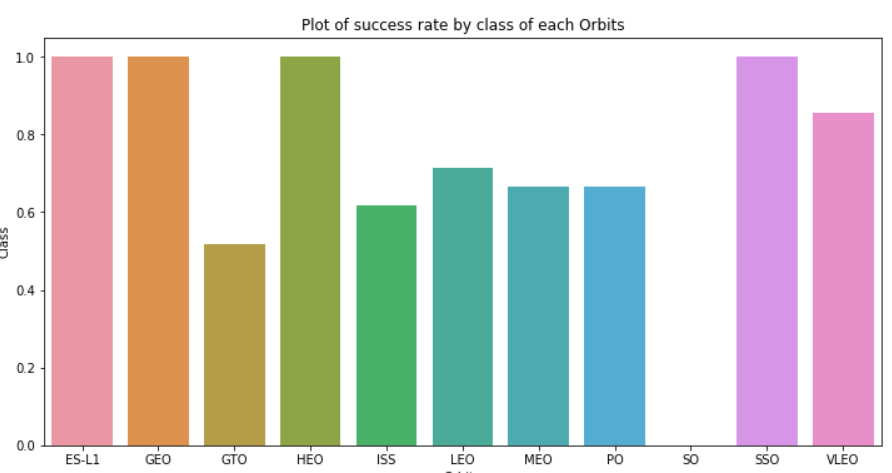 Plot of success rate by class of each Orbits
1.0
0.8
0.6
0.4
0.2
0.0
Class
ES-L1 GEO GTO HEO ISS LEO MEO PO SO SSO VLEO